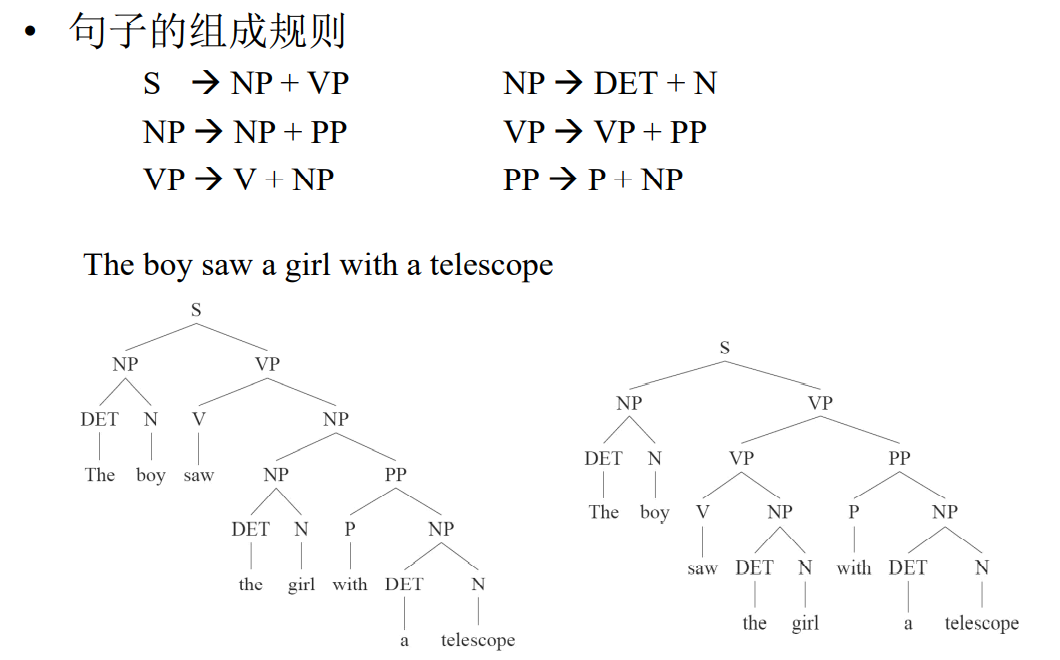 • 句子的组成规则
S → NP + VP NP → DET + N
NP → NP + PP VP → VP + PP
VP → V + NP PP → P + NP
The boy saw a girl with a telescope
S
NP VP
DET N V NP
The boy saw NP PP
DET N P NP
the girl with DET N
a telescope
S
NP VP
DET N VP PP
The boy V NP P NP
saw DET N with DET N
the girl a telescope